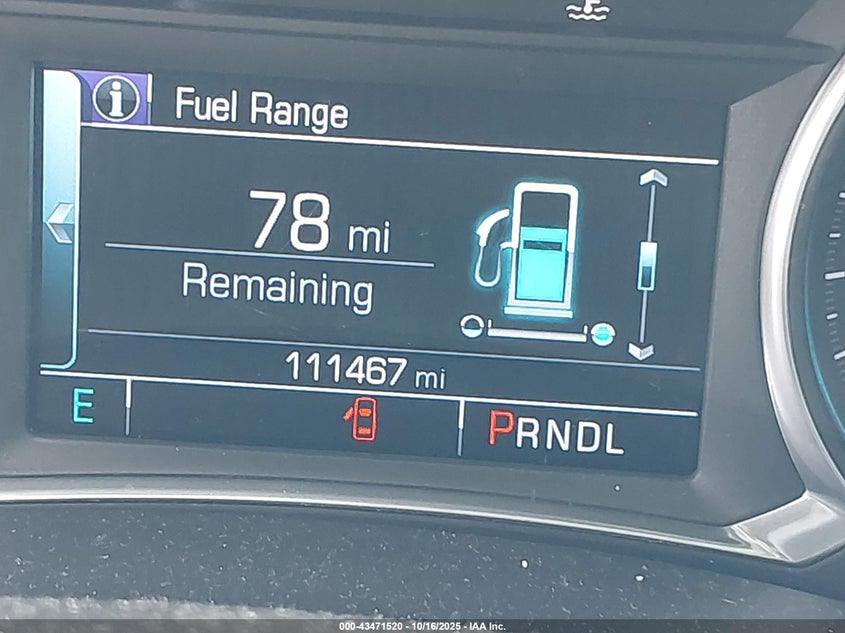 i Fuel Range
78 mi
Remaining
111467 mi
E PRNDL
000-43471520 - 10/16/2025 - IAA Inc.